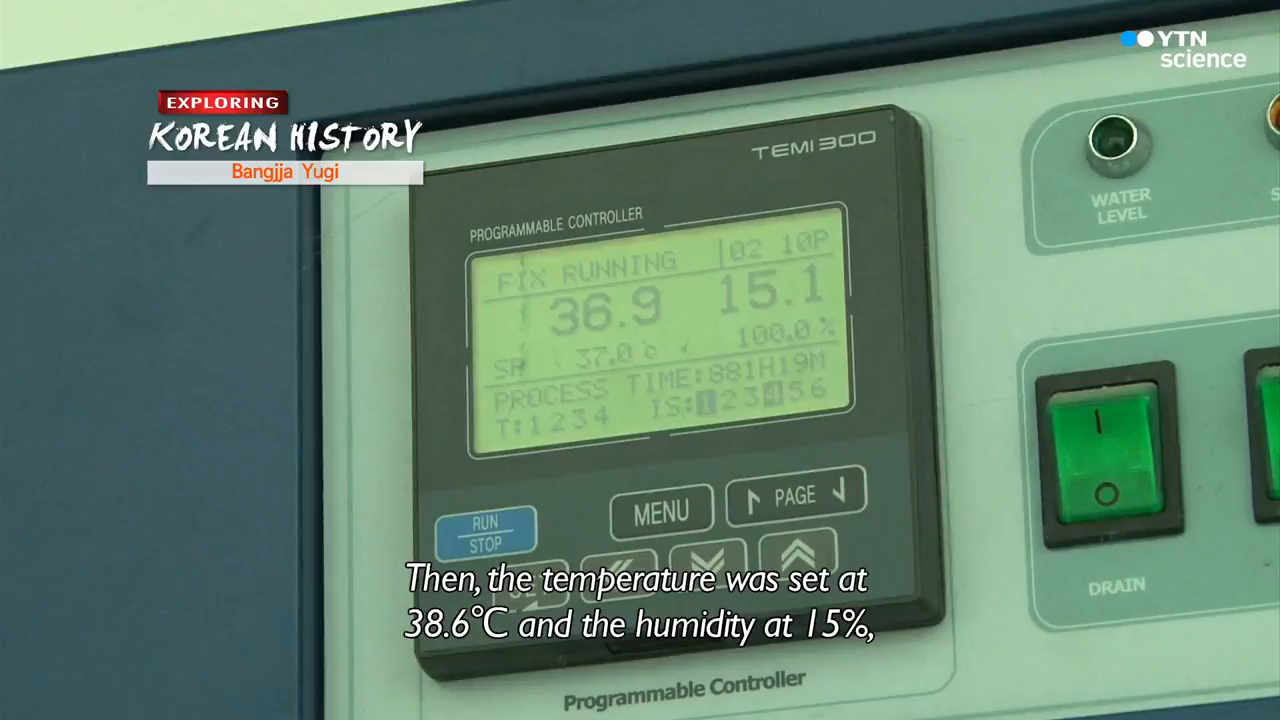 YTN
science
EXPLORING
KOREAN HISTORY
Bangjja Yugi
TEMI300
PROGRAMMABLE CONTROLLER
FIX RUNNING 02 10P
36.9 15.1
SP 37.0℃ 100.0%
PROCESS TIME:881H19M
T:1234 IS:123456
WATER
LEVEL
RUN
STOP
MENU
PAGE
DRAIN
Then, the temperature was set at
38.6°C and the humidity at 15%,
Programmable Controller